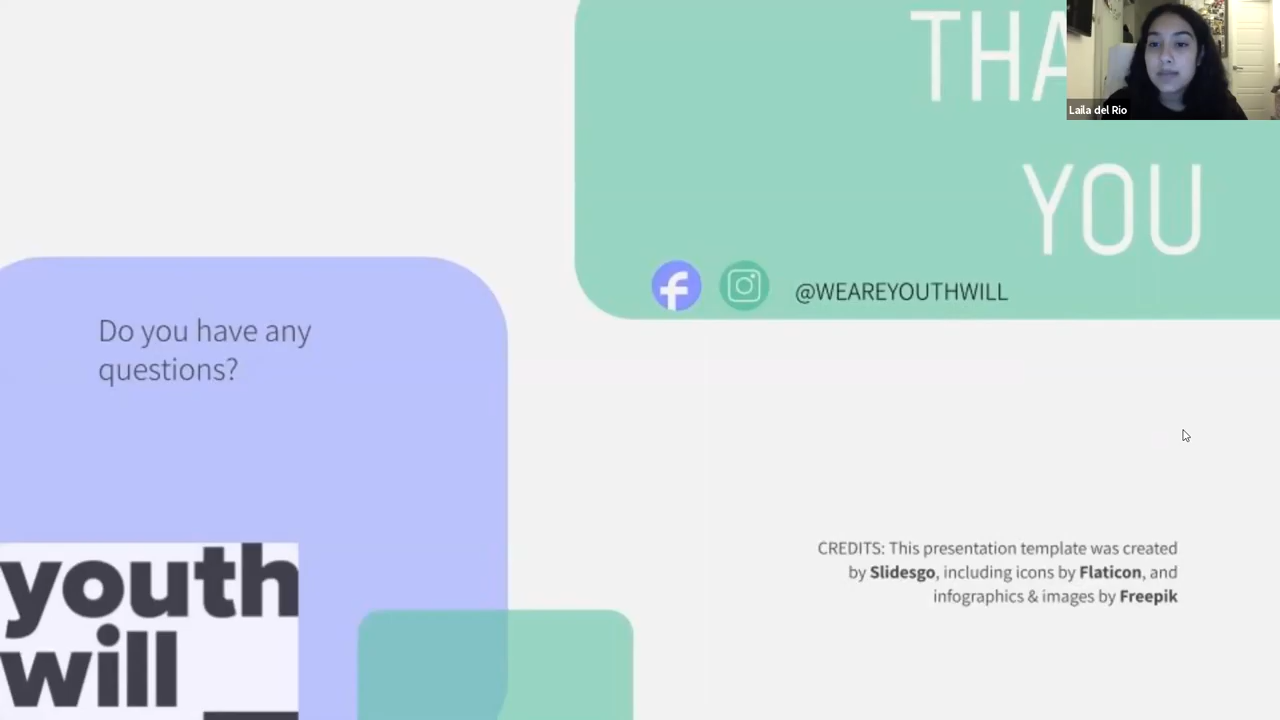 THA
YOU
Laila del Rio
@WEAREYOUTHWILL
Do you have any
questions?
youth
will
CREDITS: This presentation template was created
by Slidesgo, including icons by Flaticon, and
infographics & images by Freepik